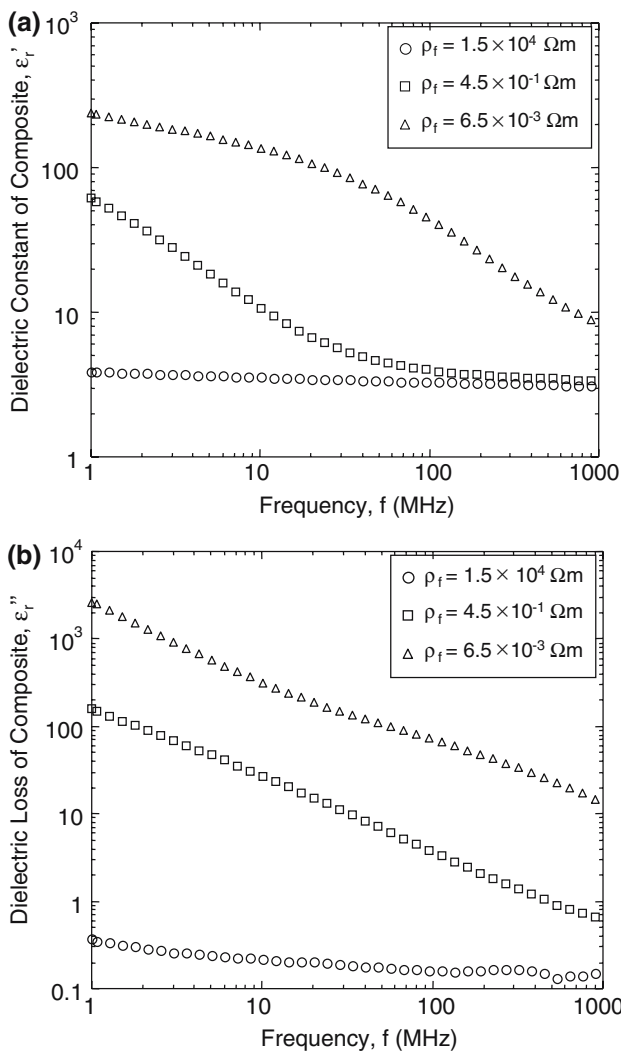 (a)
10³
100
10
1
Dielectric Constant of Composite, εᵣ'
○ ρf = 1.5×10⁴ Ωm
□ ρf = 4.5×10⁻¹ Ωm
△ ρf = 6.5×10⁻³ Ωm
1 10 100 1000
Frequency, f (MHz)
(b)
10⁴
10³
100
10
1
0.1
Dielectric Loss of Composite, εᵣ''
○ ρf = 1.5× 10⁴ Ωm
□ ρf = 4.5× 10⁻¹ Ωm
△ ρf = 6.5× 10⁻³ Ωm
1 10 100 1000
Frequency, f (MHz)